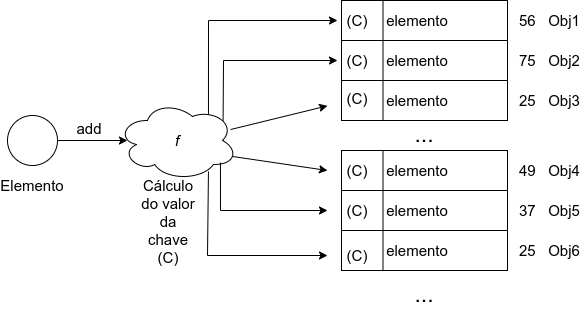 (C) elemento 56 Obj1
(C) elemento 75 Obj2
(C) elemento 25 Obj3
...
add
f
Elemento
Cálculo
do valor
da
chave
(C)
(C) elemento 49 Obj4
(C) elemento 37 Obj5
(C) elemento 25 Obj6
...